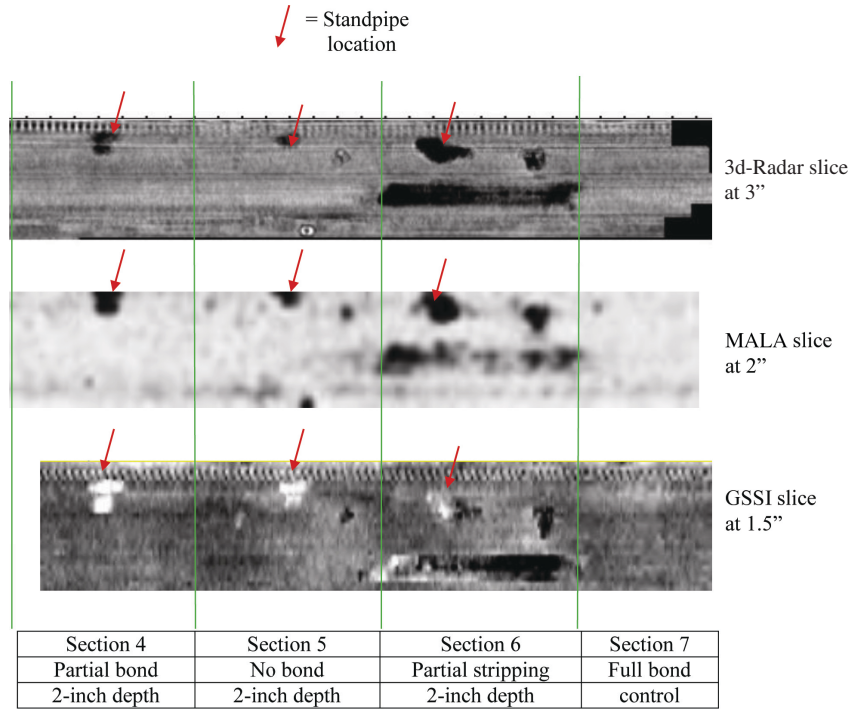 = Standpipe
location
3d-Radar slice
at 3”
MALA slice
at 2”
GSSI slice
at 1.5”
Section 4 Section 5 Section 6 Section 7
Partial bond No bond Partial stripping Full bond
2-inch depth 2-inch depth 2-inch depth control